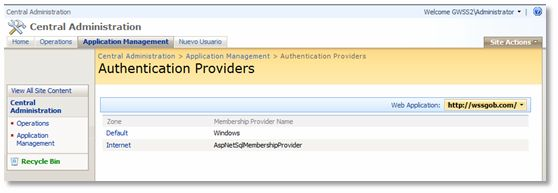 Central Administration
Welcome GWSS2\Administrator
Central Administration
Home Operations Application Management Nuevo Usuario
Site Actions
Central Administration > Application Management > Authentication Providers
Authentication Providers
View All Site Content
Central Administration
Operations
Application Management
Recycle Bin
Web Application: http://wssgob.com/
Zone Membership Provider Name
Default Windows
Internet AspNetSqlMembershipProvider